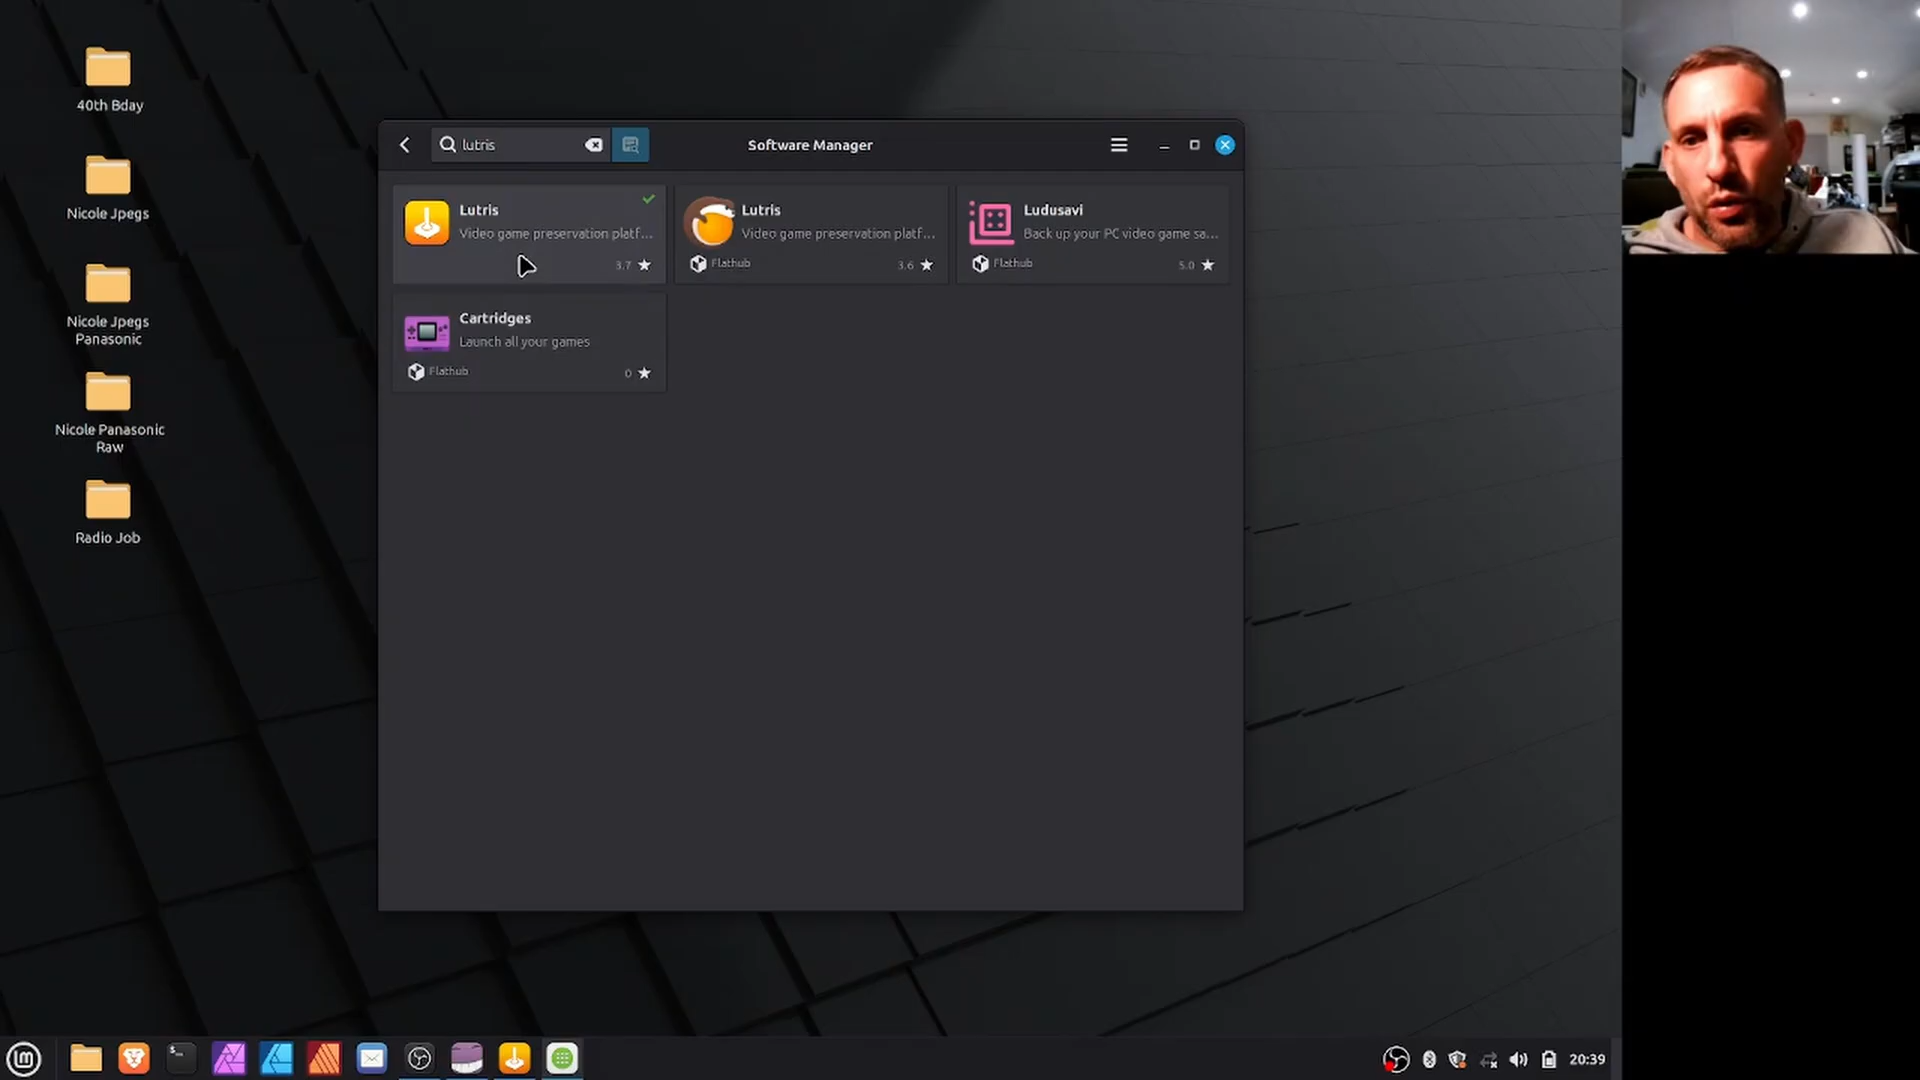 40th Bday
Nicole Jpegs
Nicole Jpegs
Panasonic
Nicole Panasonic
Raw
Radio Job
lutris
Software Manager
Lutris
Video game preservation platf...
3.7
Lutris
Video game preservation platf...
Flathub
3.6
Ludusavi
Back up your PC video game sa...
Flathub
5.0
Cartridges
Launch all your games
Flathub
0
20:39